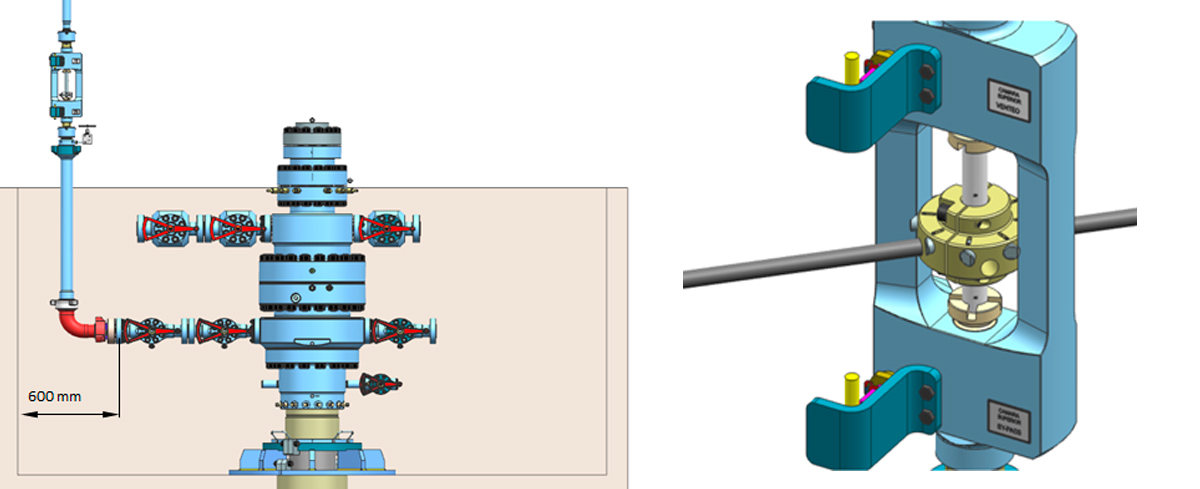 600 mm
CAMARA
SUPERIOR
VENTEO
CAMARA
SUPERIOR
BY-PASS